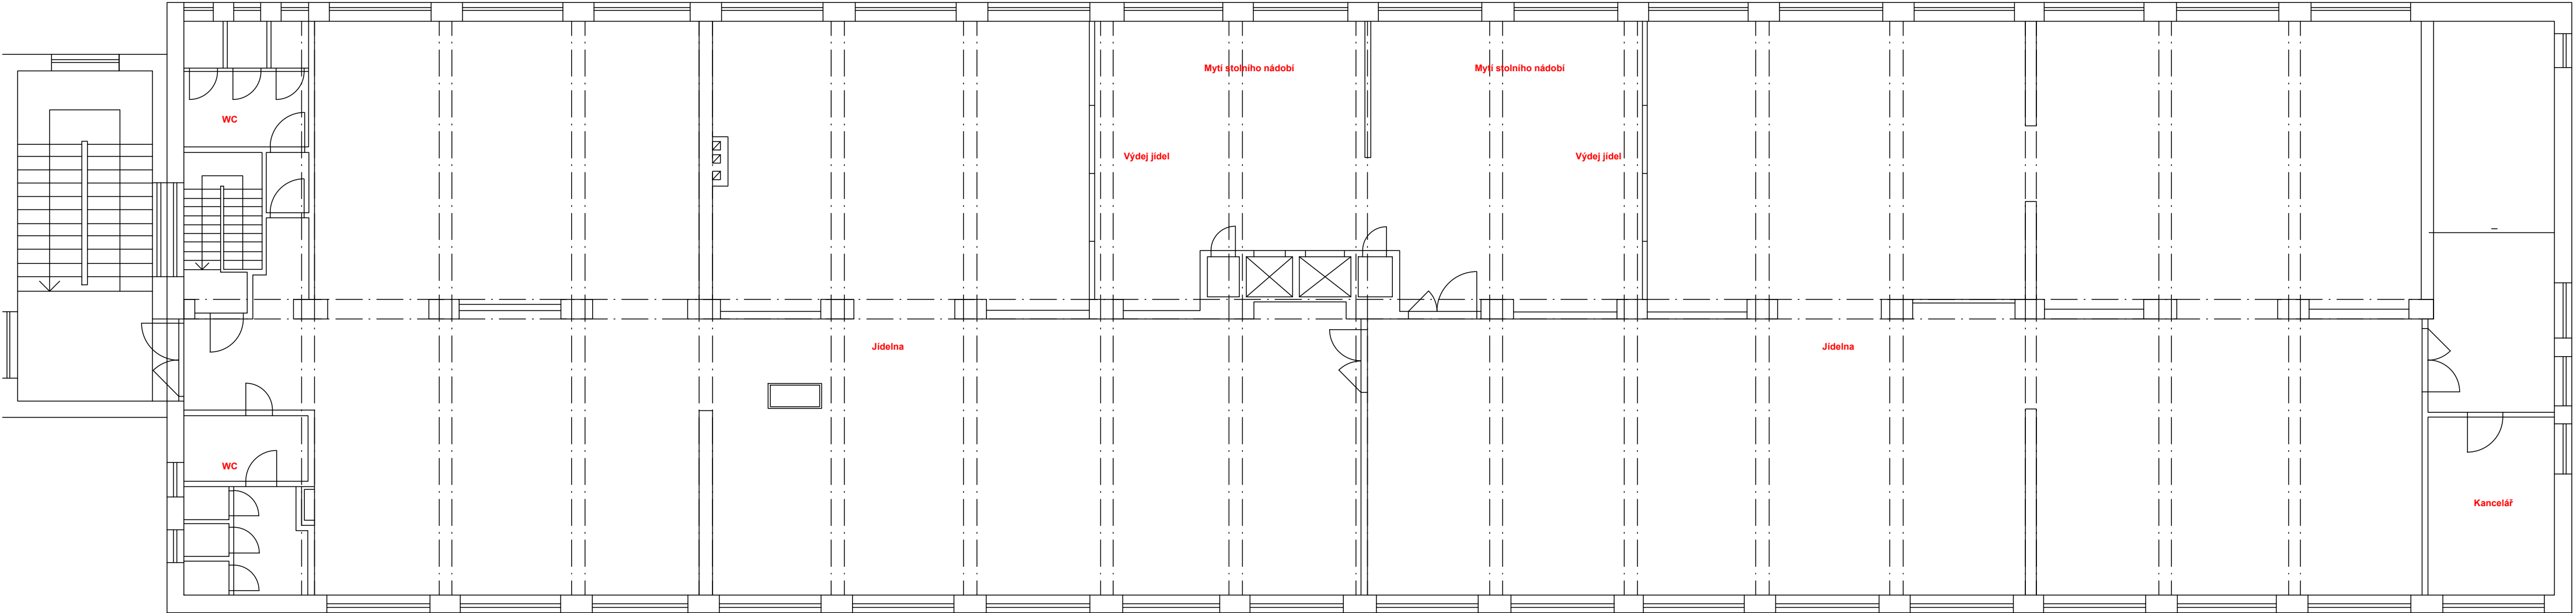 Mytí stolního nádobí
Mytí stolního nádobí
WC
Výdej jídel
Výdej jídel
Jídelna
Jídelna
WC
Kancelář